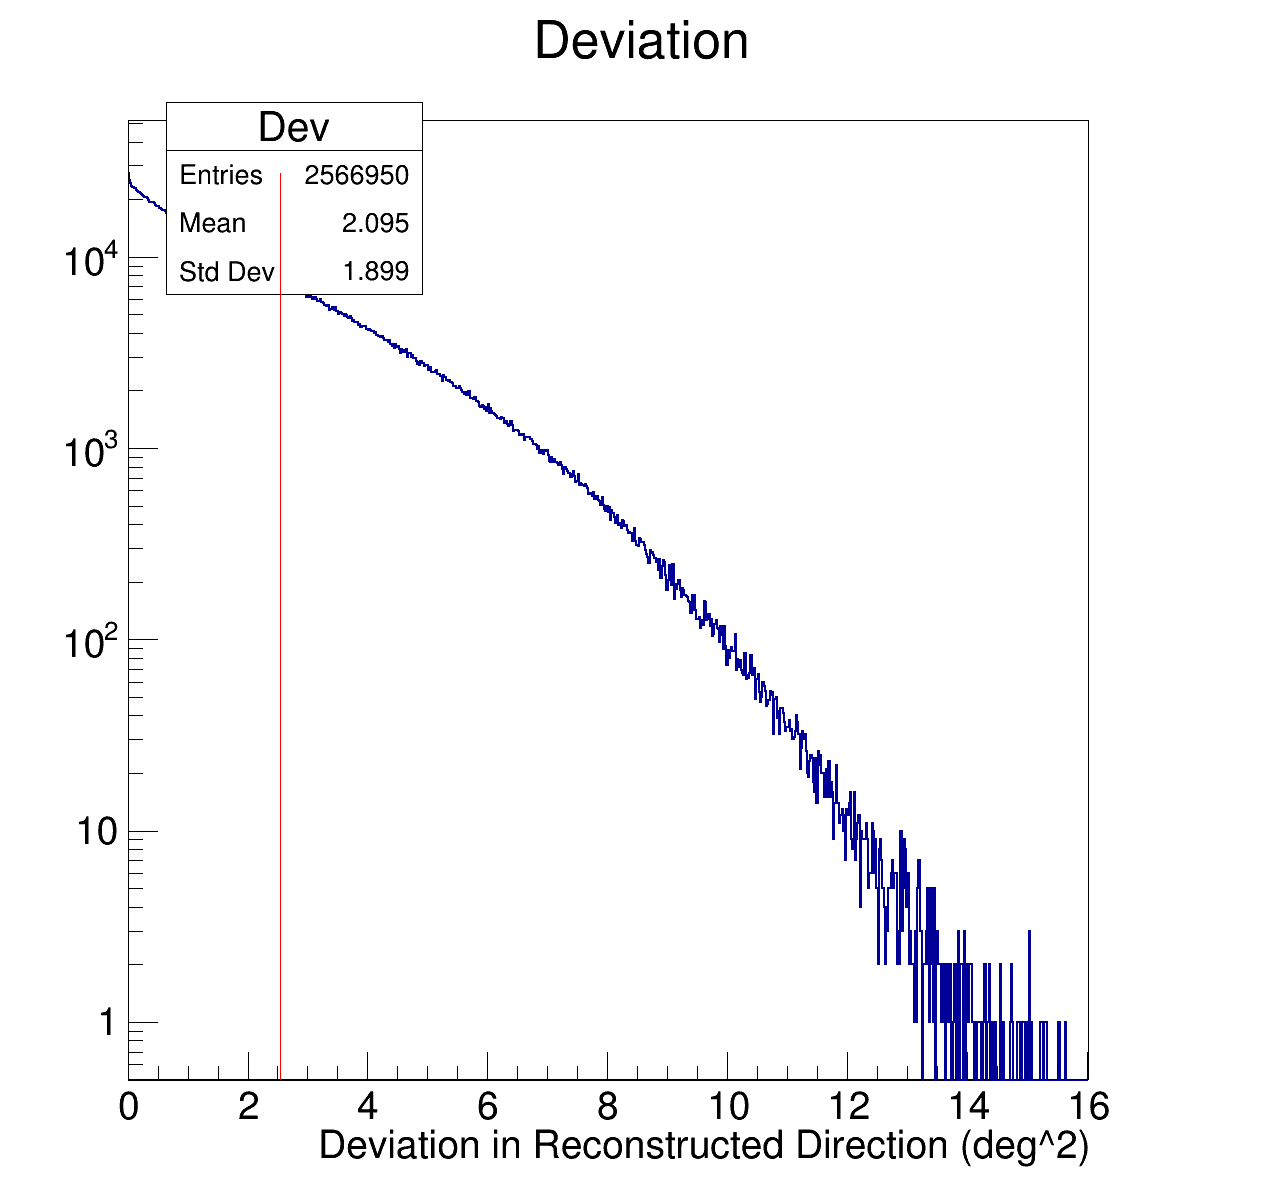 Deviation
Dev
Entries 2566950
Mean 2.095
Std Dev 1.899
10^4
10^3
10^2
10
1
0 2 4 6 8 10 12 14 16
Deviation in Reconstructed Direction (deg^2)